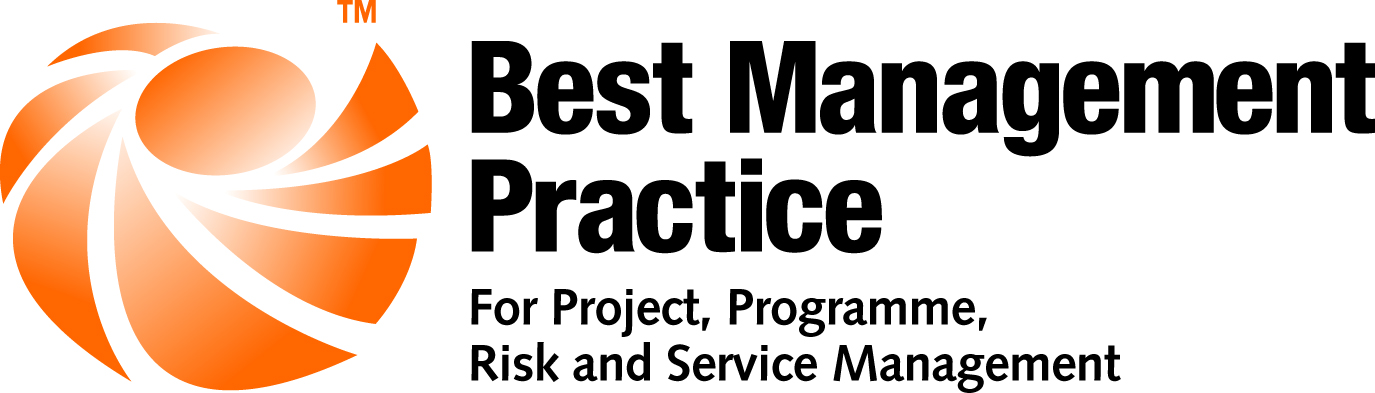 TM
Best Management
Practice
For Project, Programme,
Risk and Service Management